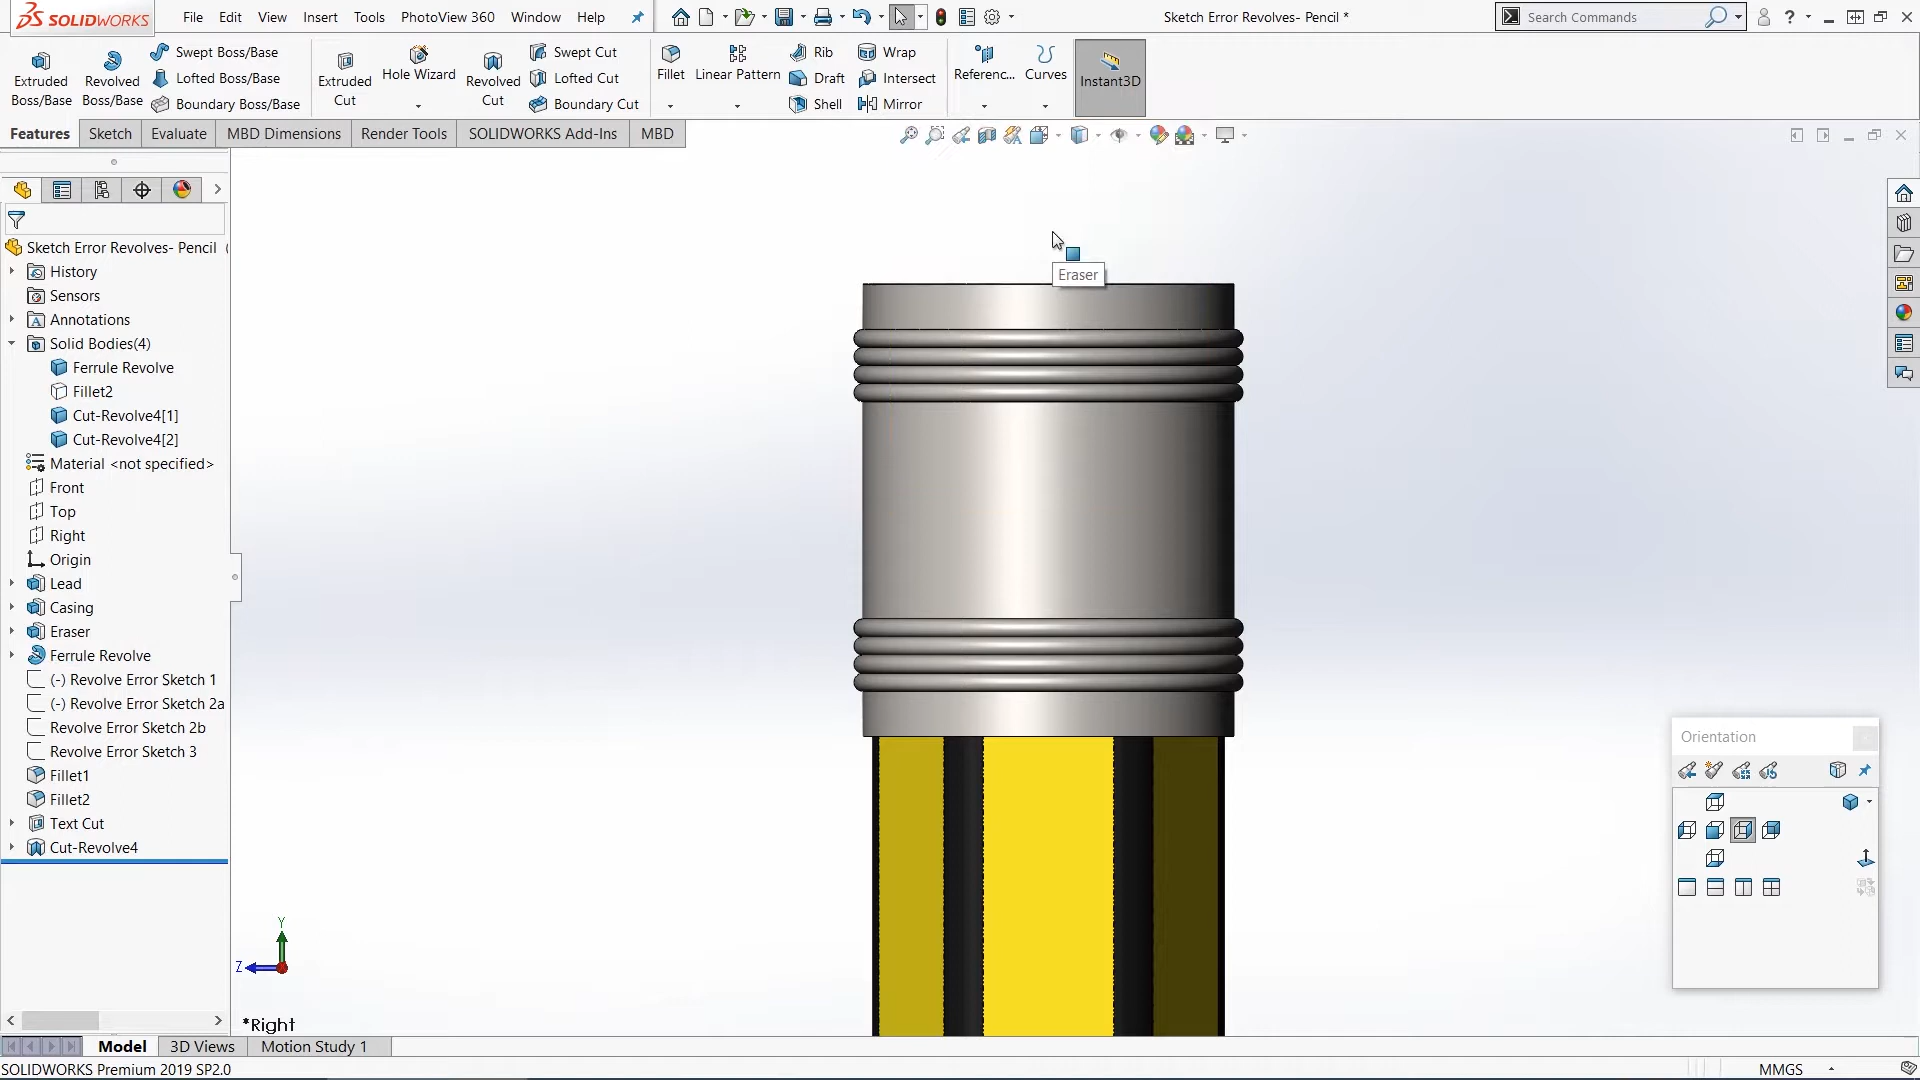 SOLIDWORKS File Edit View Insert Tools PhotoView 360 Window Help Sketch Error Revolves- Pencil * Search Commands
Extruded Boss/Base Revolved Boss/Base Swept Boss/Base Lofted Boss/Base Boundary Boss/Base
Extruded Cut Hole Wizard Revolved Cut Swept Cut Lofted Cut Boundary Cut
Fillet Linear Pattern Rib Draft Shell Wrap Intersect Mirror
Referenc... Curves Instant3D
Features Sketch Evaluate MBD Dimensions Render Tools SOLIDWORKS Add-Ins MBD
Sketch Error Revolves- Pencil (
History
Sensors
Annotations
Solid Bodies(4)
Ferrule Revolve
Fillet2
Cut-Revolve4[1]
Cut-Revolve4[2]
Material <not specified>
Front
Top
Right
Origin
Lead
Casing
Eraser
Ferrule Revolve
(-) Revolve Error Sketch 1
(-) Revolve Error Sketch 2a
Revolve Error Sketch 2b
Revolve Error Sketch 3
Fillet1
Fillet2
Text Cut
Cut-Revolve4
Eraser
Orientation
Y
Z
*Right
Model 3D Views Motion Study 1
SOLIDWORKS Premium 2019 SP2.0 MMGS